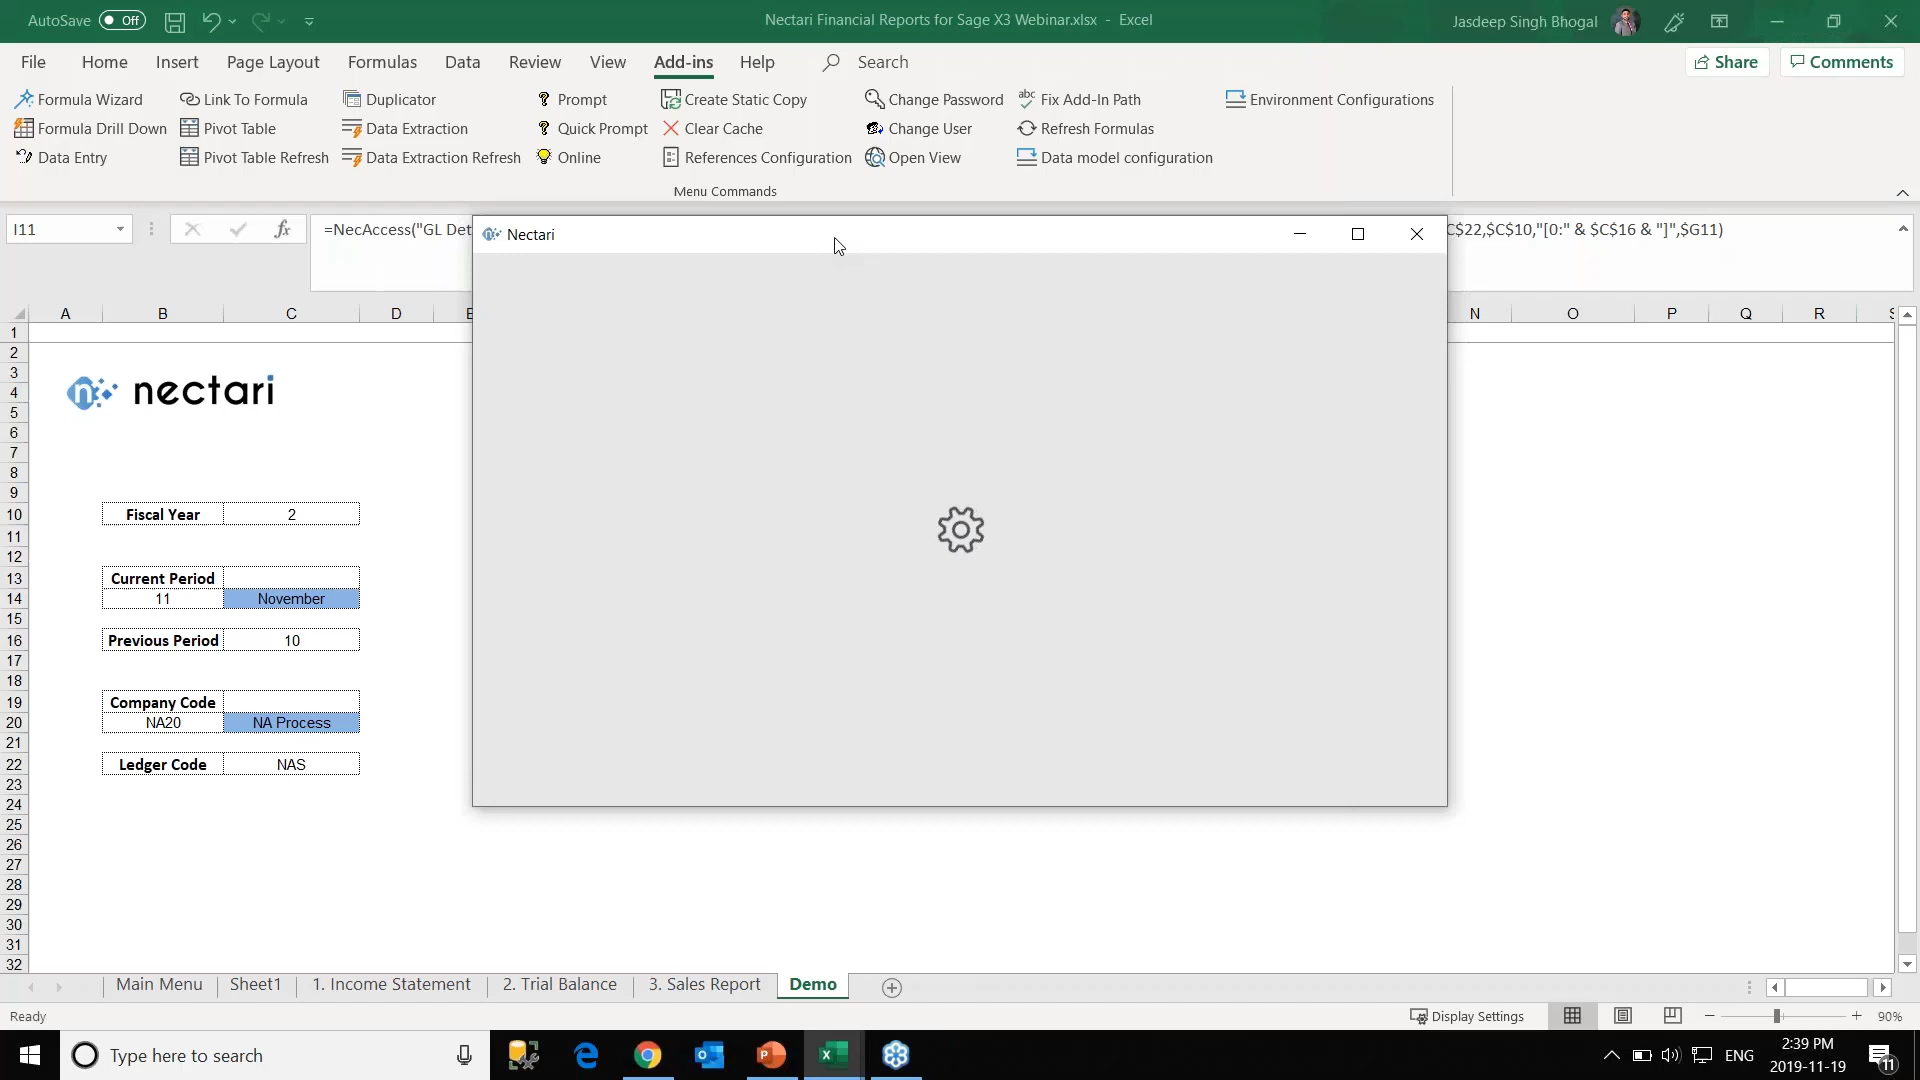 AutoSave Off
Nectari Financial Reports for Sage X3 Webinar.xlsx - Excel
Jasdeep Singh Bhogal
File Home Insert Page Layout Formulas Data Review View Add-ins Help Search Share Comments
Formula Wizard Link To Formula Duplicator ? Prompt Create Static Copy Change Password abc Fix Add-In Path Environment Configurations
Formula Drill Down Pivot Table Data Extraction ? Quick Prompt Clear Cache Change User Refresh Formulas
Data Entry Pivot Table Refresh Data Extraction Refresh Online References Configuration Open View Data model configuration
Menu Commands
I11 fx =NecAccess("GL Det C$22,$C$10,"[0:" & $C$16 & "]",$G11)
Nectari
A B C D E N O P Q R S
1
2
3
4 nectari
5
6
7
8
9
10 Fiscal Year 2
11
12
13 Current Period
14 11 November
15
16 Previous Period 10
17
18
19 Company Code
20 NA20 NA Process
21
22 Ledger Code NAS
23
24
25
26
27
28
29
30
31
32
Main Menu Sheet1 1. Income Statement 2. Trial Balance 3. Sales Report Demo
Ready Display Settings 90%
Type here to search
ENG
2:39 PM
2019-11-19
11